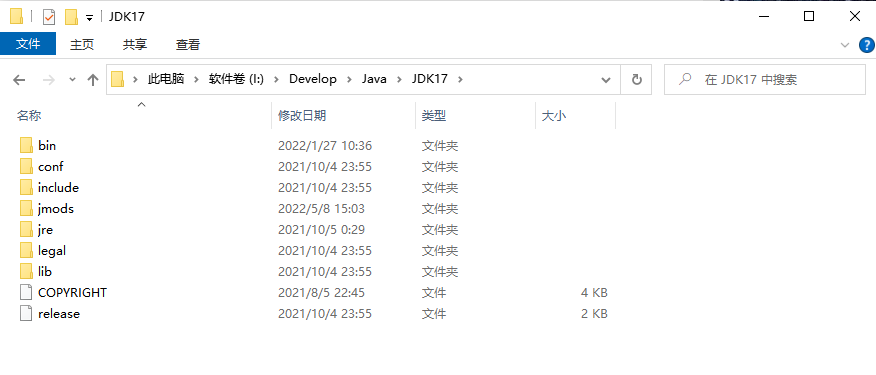 JDK17
文件 主页 共享 查看
此电脑 软件卷 (I:) Develop Java JDK17 在 JDK17 中搜索
名称 修改日期 类型 大小
bin 2022/1/27 10:36 文件夹
conf 2021/10/4 23:55 文件夹
include 2021/10/4 23:55 文件夹
jmods 2022/5/8 15:03 文件夹
jre 2021/10/5 0:29 文件夹
legal 2021/10/4 23:55 文件夹
lib 2021/10/4 23:55 文件夹
COPYRIGHT 2021/8/5 22:45 文件 4 KB
release 2021/10/4 23:55 文件 2 KB